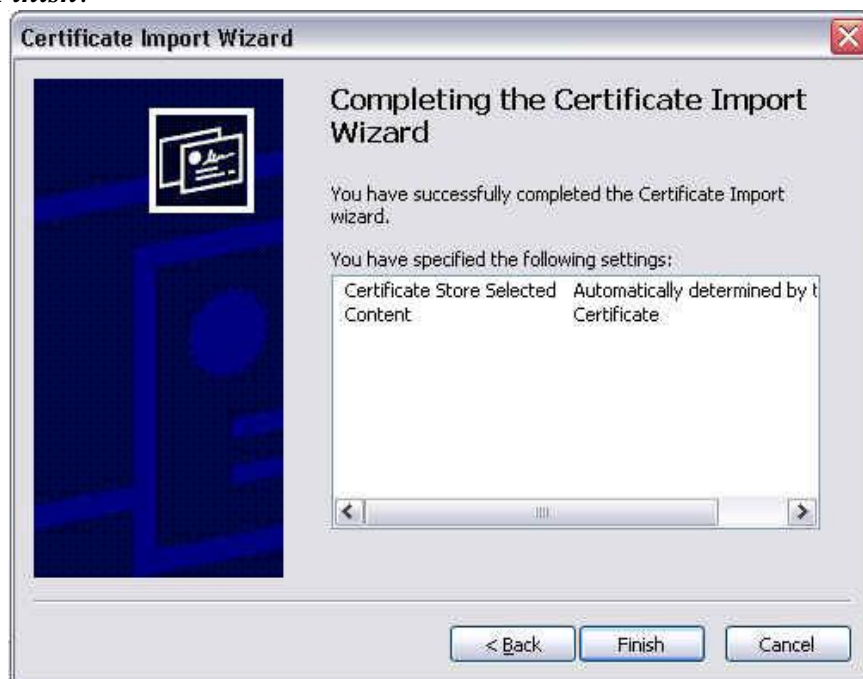 Finish.
Certificate Import Wizard
Completing the Certificate Import
Wizard
You have successfully completed the Certificate Import
wizard.
You have specified the following settings:
Certificate Store Selected Automatically determined by t
Content Certificate
< Back Finish Cancel